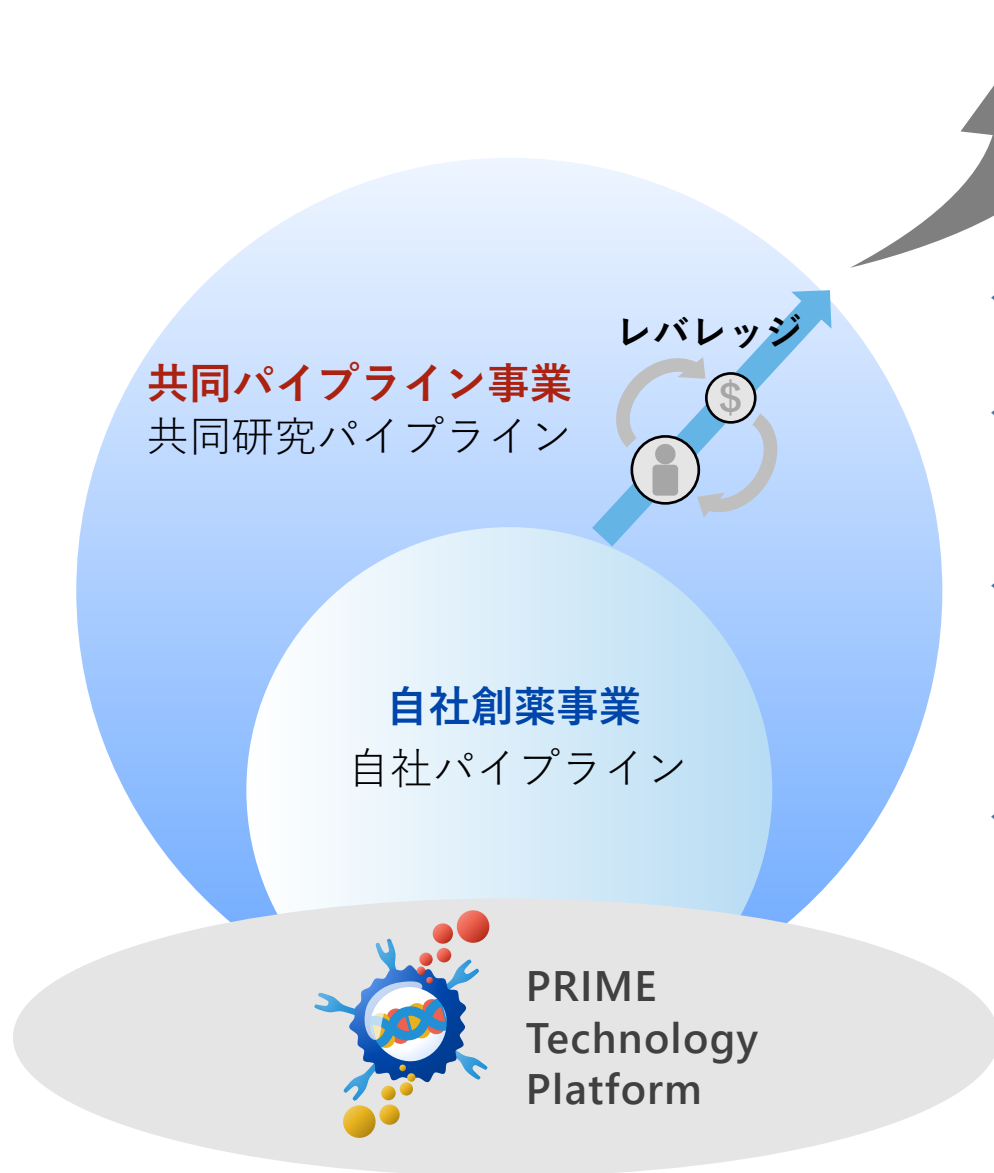 レバレッジ
共同パイプライン事業
共同研究パイプライン
$
自社創薬事業
自社パイプライン
PRIME
Technology
Platform